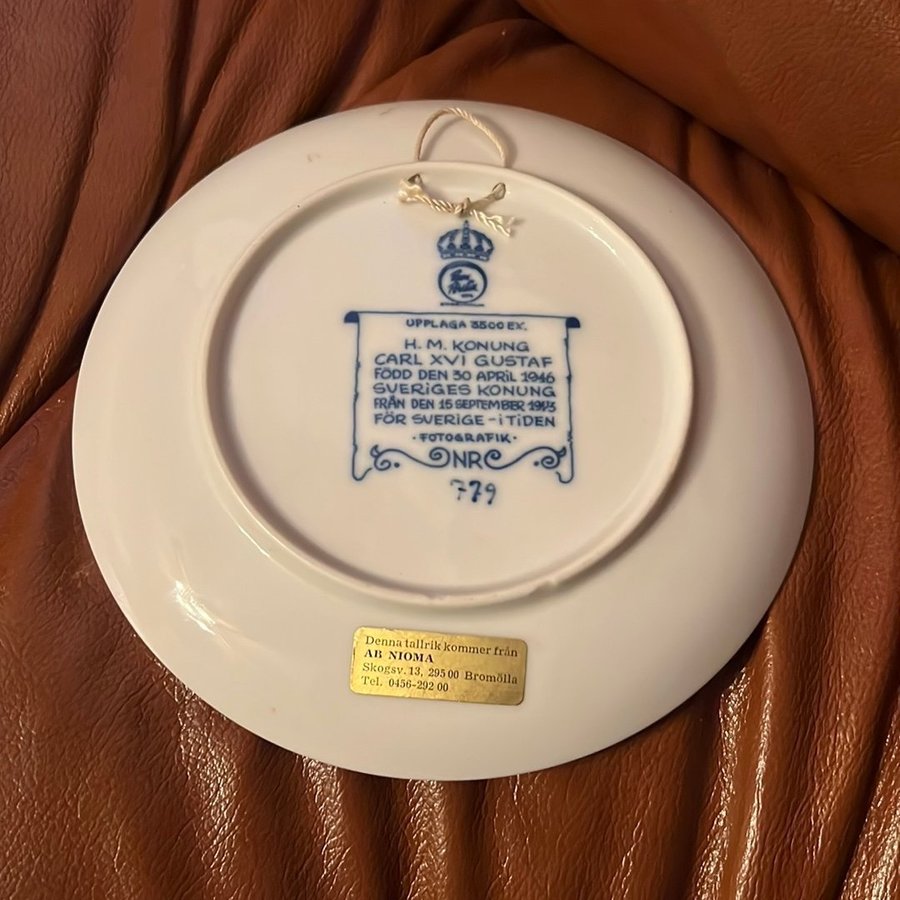 UPPLAGA 3500 EX.
H. M. KONUNG
CARL XVI GUSTAF
FÖDD DEN 30 APRIL 1946
SVERIGES KONUNG
FRÅN DEN 15 SEPTEMBER 1973
FÖR SVERIGE - i TiDEN
· FOTOGRAFIK ·
NR
779
Denna tallrik kommer från
AB NIOMA
Skogsv. 13, 295 00 Bromölla
Tel. 0456-292 00